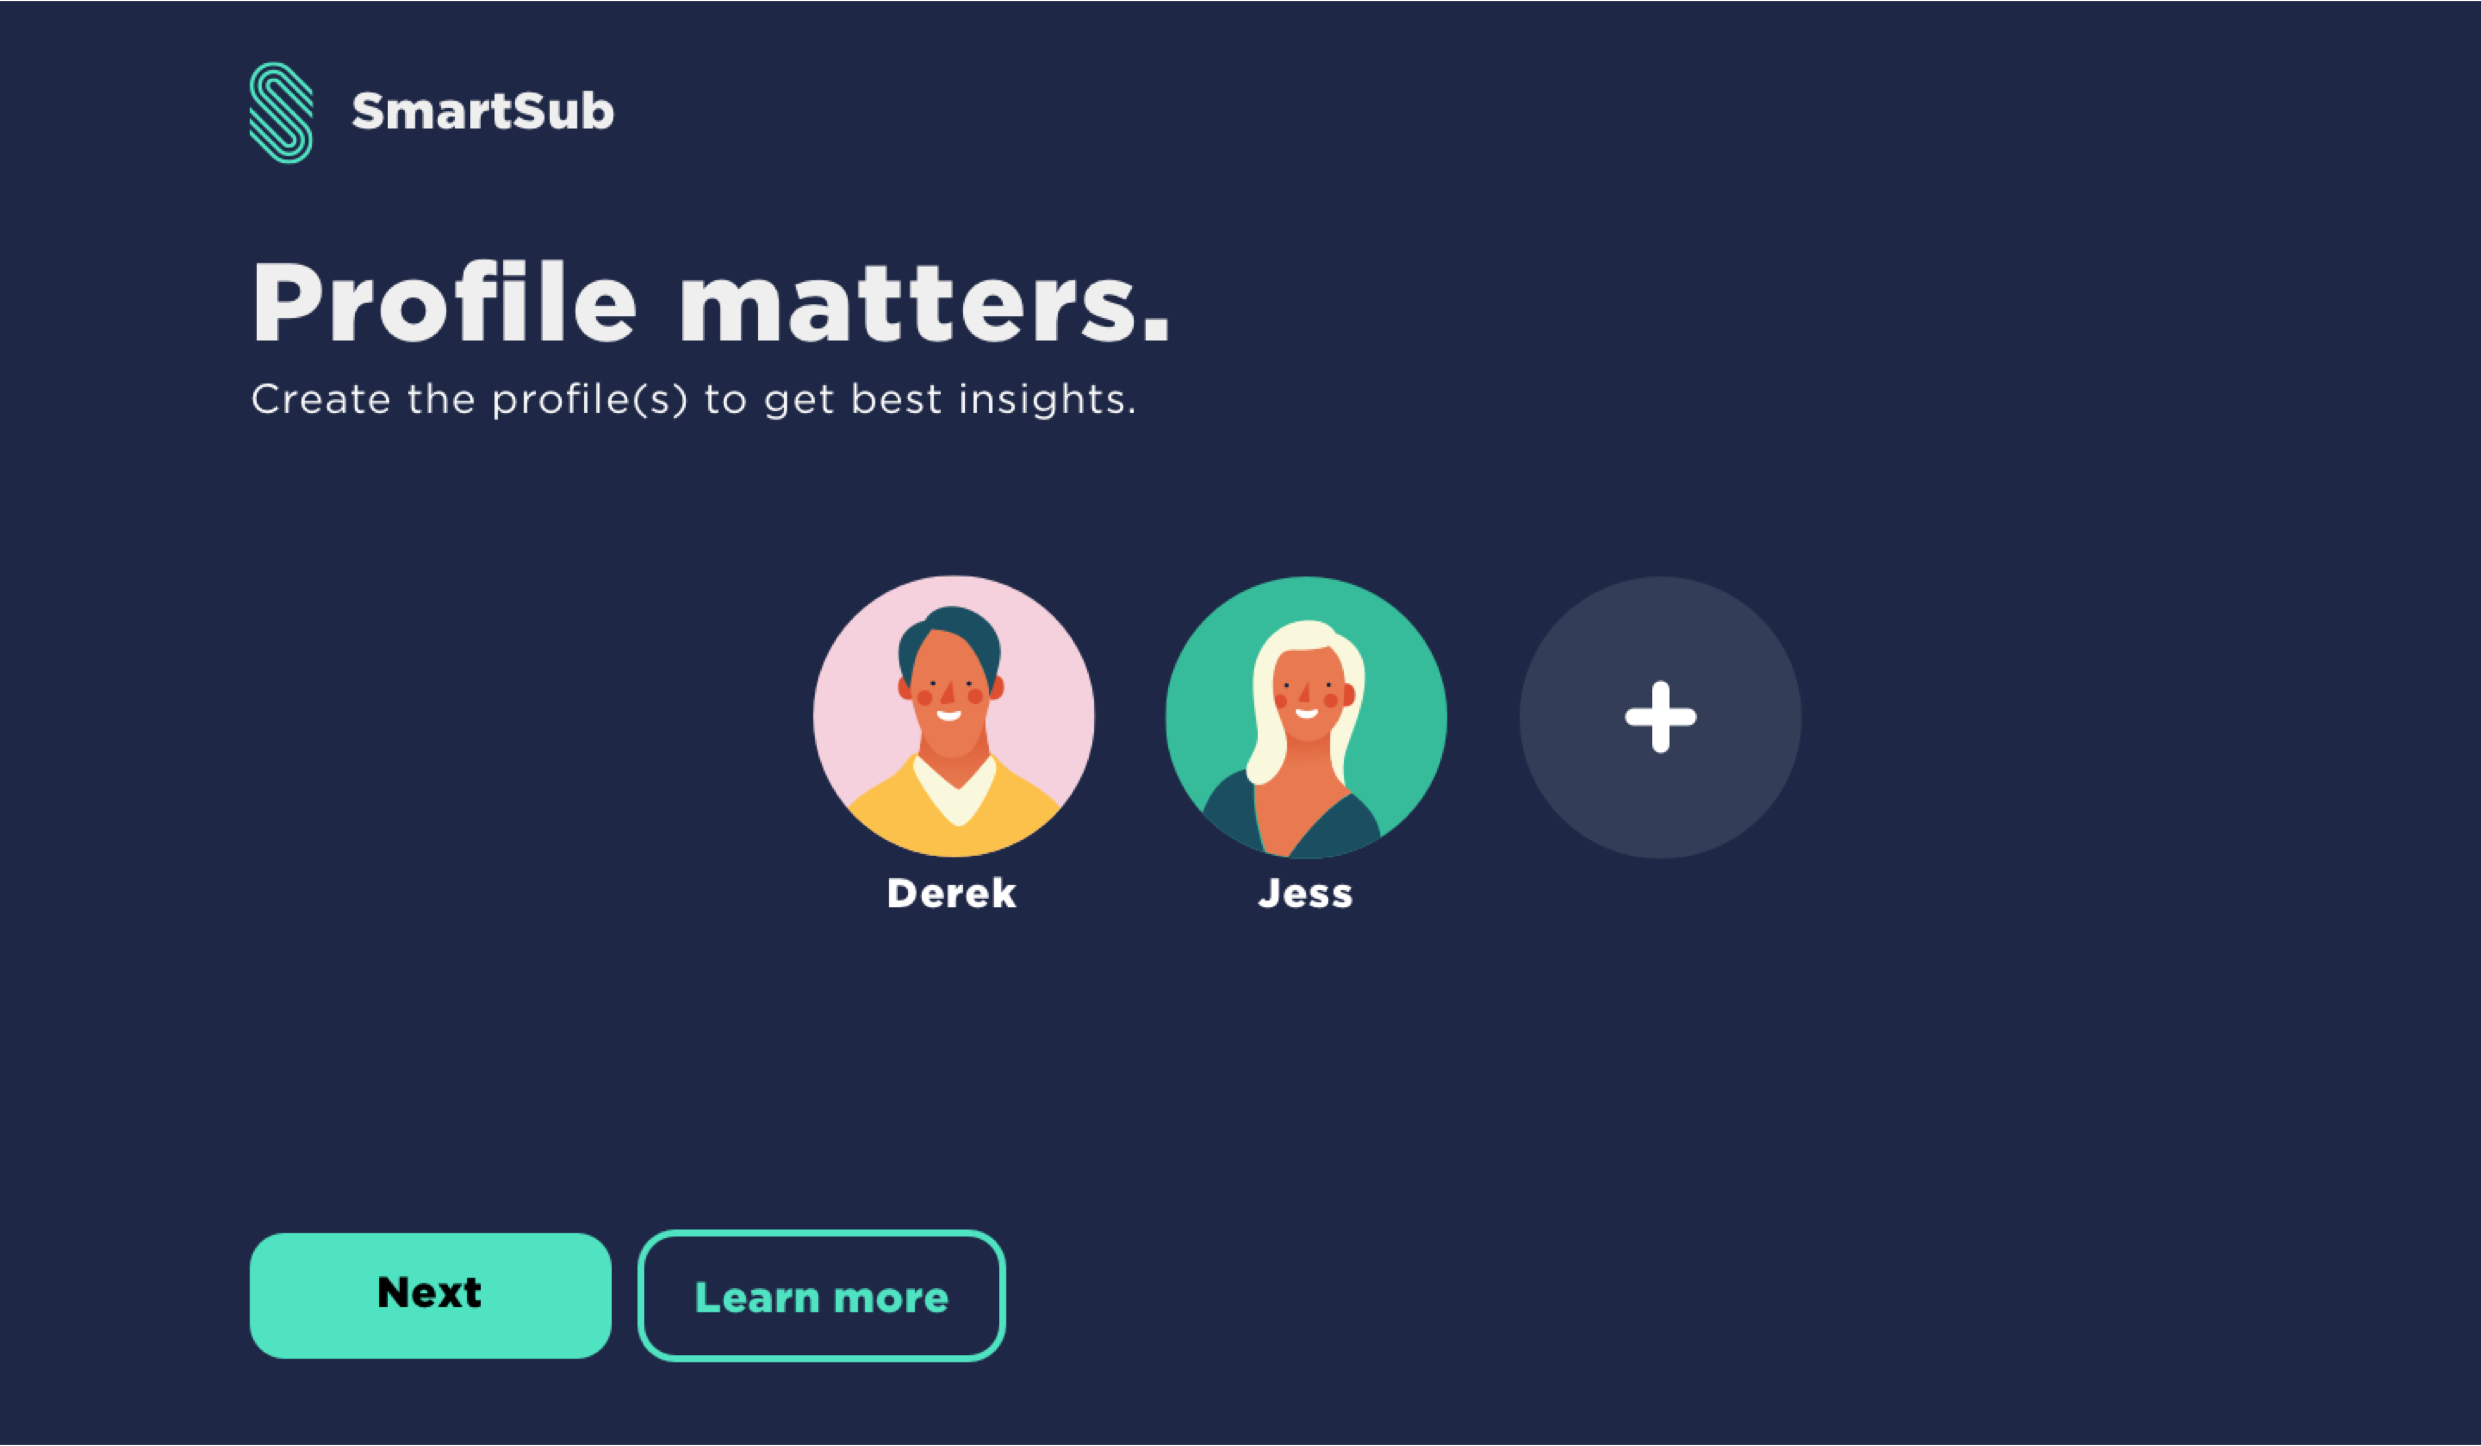 SmartSub
Profile matters.
Create the profile(s) to get best insights.
Derek
Jess
Next
Learn more